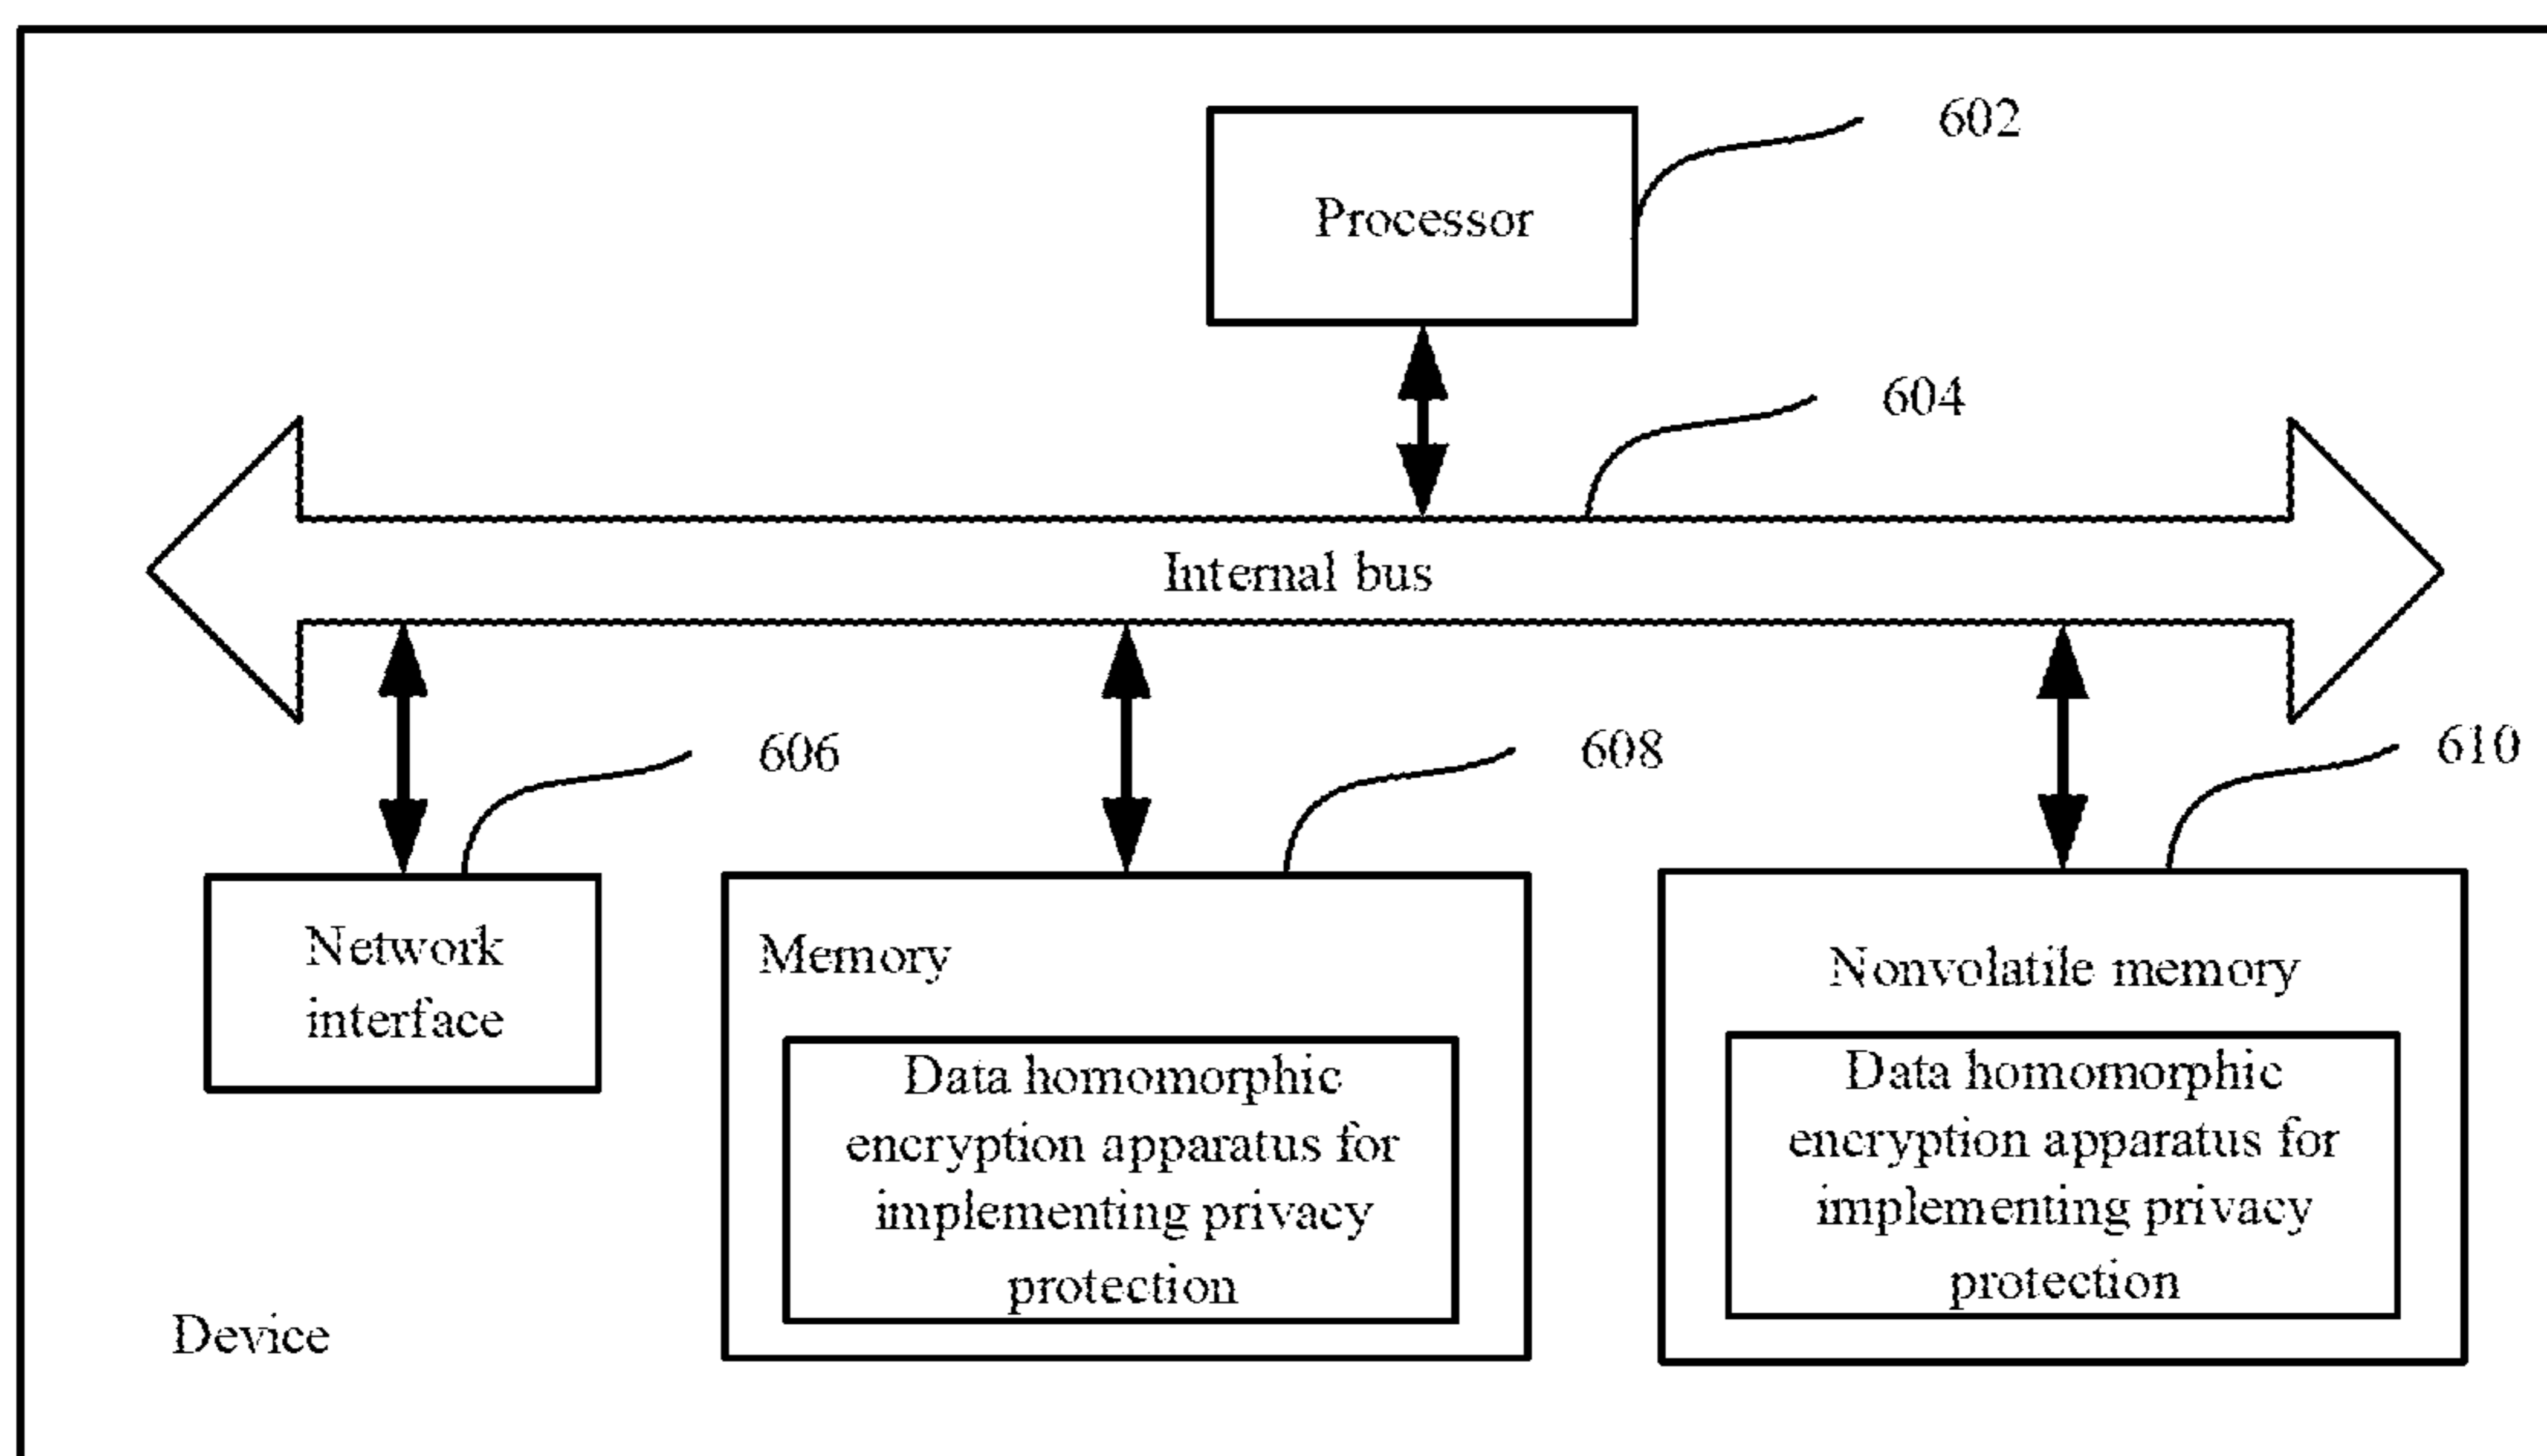 602
Processor
604
Internal bus
606
608
610
Network
interface
Memory
Data homomorphic
encryption apparatus for
implementing privacy
protection
Nonvolatile memory
Data homomorphic
encryption apparatus for
implementing privacy
protection
Device